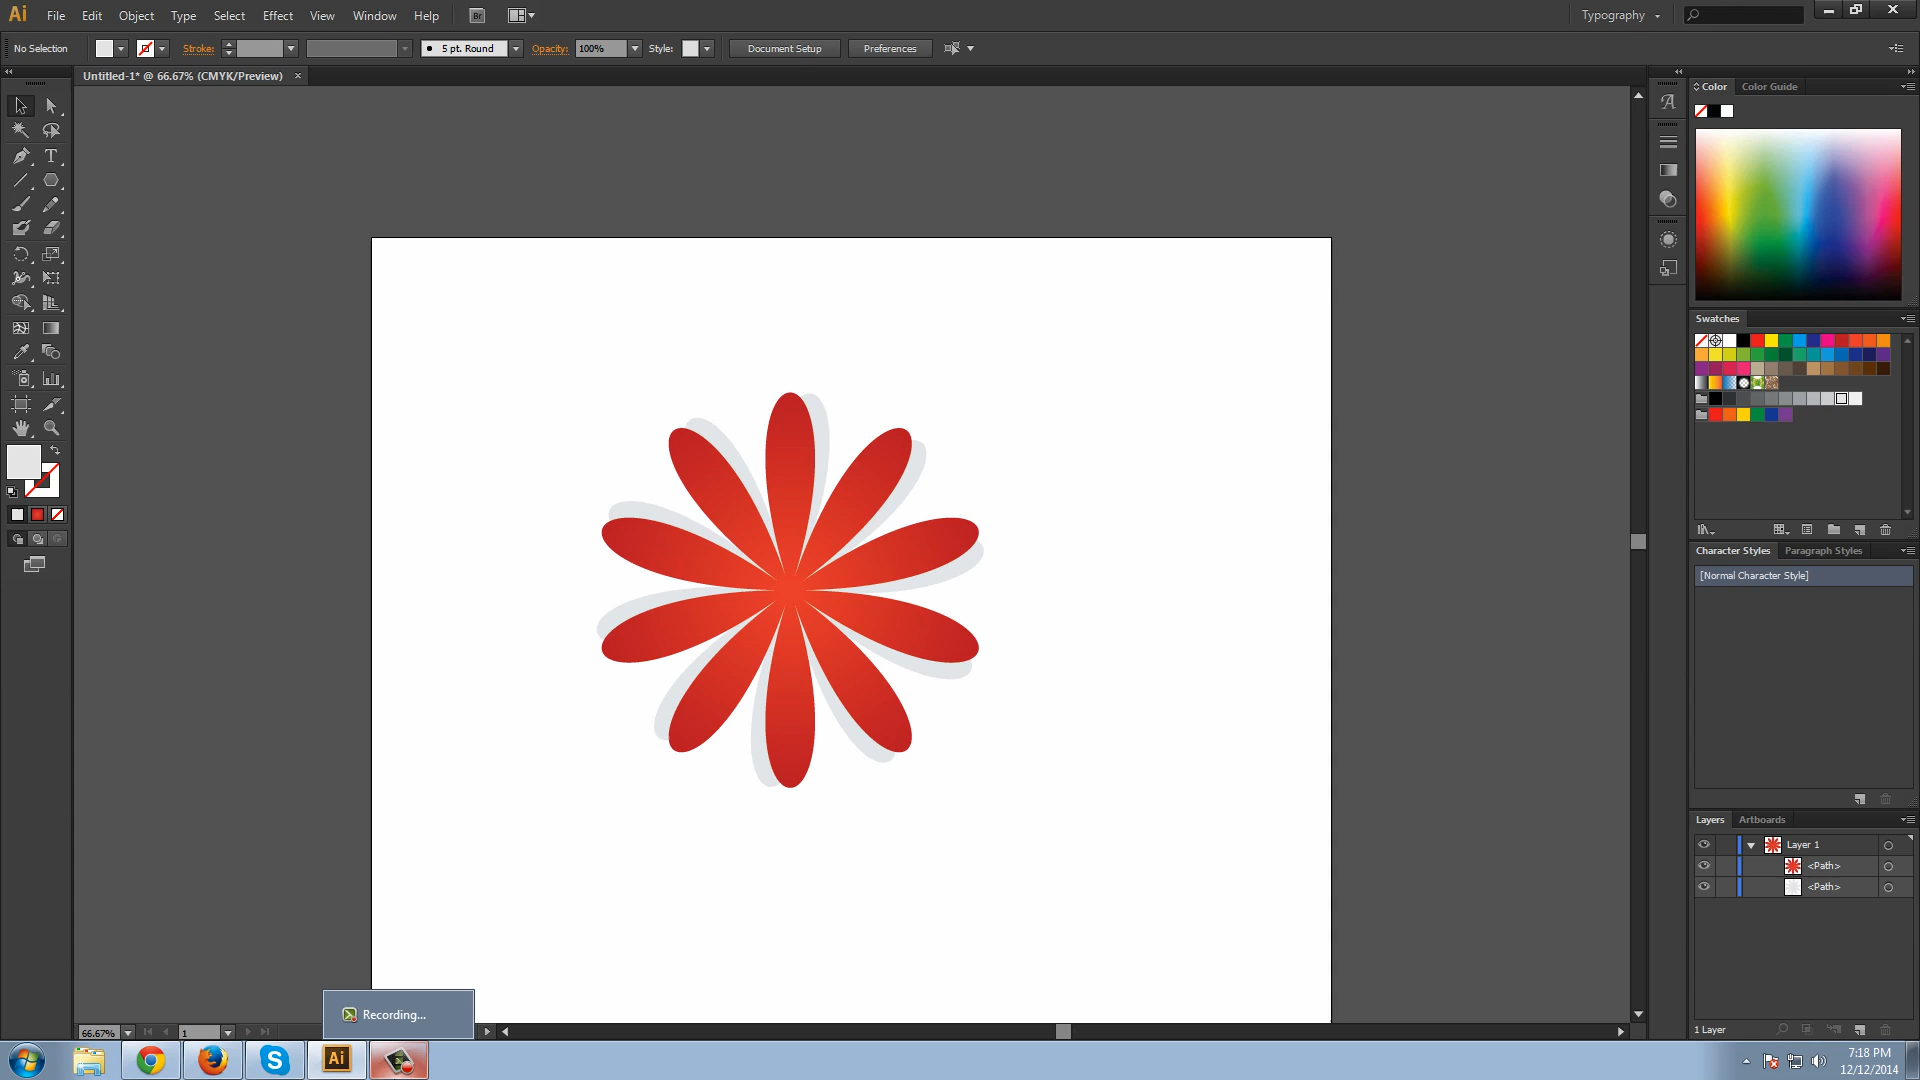 Ai File Edit Object Type Select Effect View Window Help Br Typography
No Selection Stroke: 5 pt. Round Opacity: 100% Style: Document Setup Preferences
Untitled-1* @ 66.67% (CMYK/Preview) ×
Color Color Guide
Swatches
Character Styles Paragraph Styles
[Normal Character Style]
Layers Artboards
Layer 1
<Path>
<Path>
1 Layer
66.67% 1
Recording...
Ai
7:18 PM
12/12/2014